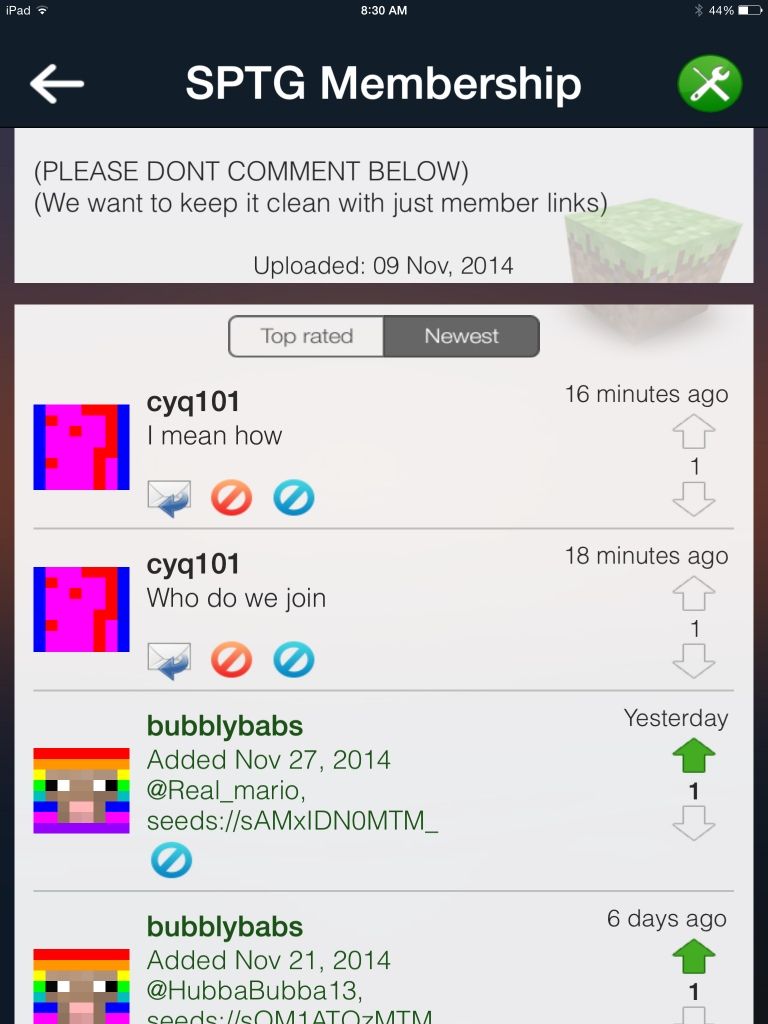 iPad 8:30 AM 44%
SPTG Membership
(PLEASE DONT COMMENT BELOW)
(We want to keep it clean with just member links)
Uploaded: 09 Nov, 2014
Top rated Newest
cyq101 16 minutes ago
I mean how
1
cyq101 18 minutes ago
Who do we join
1
bubblybabs Yesterday
Added Nov 27, 2014
@Real_mario, 1
seeds://sAMxIDN0MTM_
bubblybabs 6 days ago
Added Nov 21, 2014
@HubbaBubba13, 1
seeds://sOM1ATOzMTM